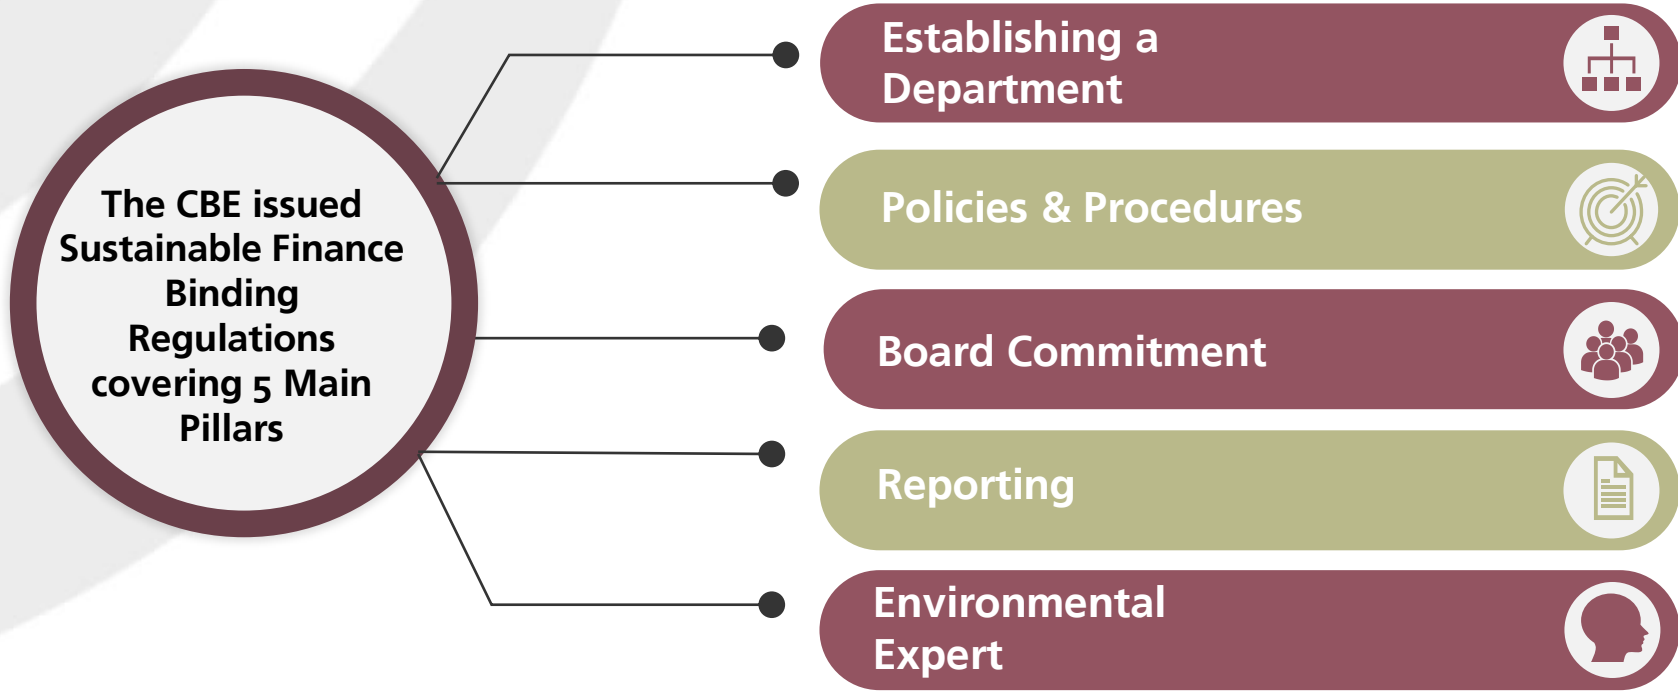 The CBE issued
Sustainable Finance
Binding
Regulations
covering 5 Main
Pillars
Establishing a
Department
Policies & Procedures
Board Commitment
Reporting
Environmental
Expert